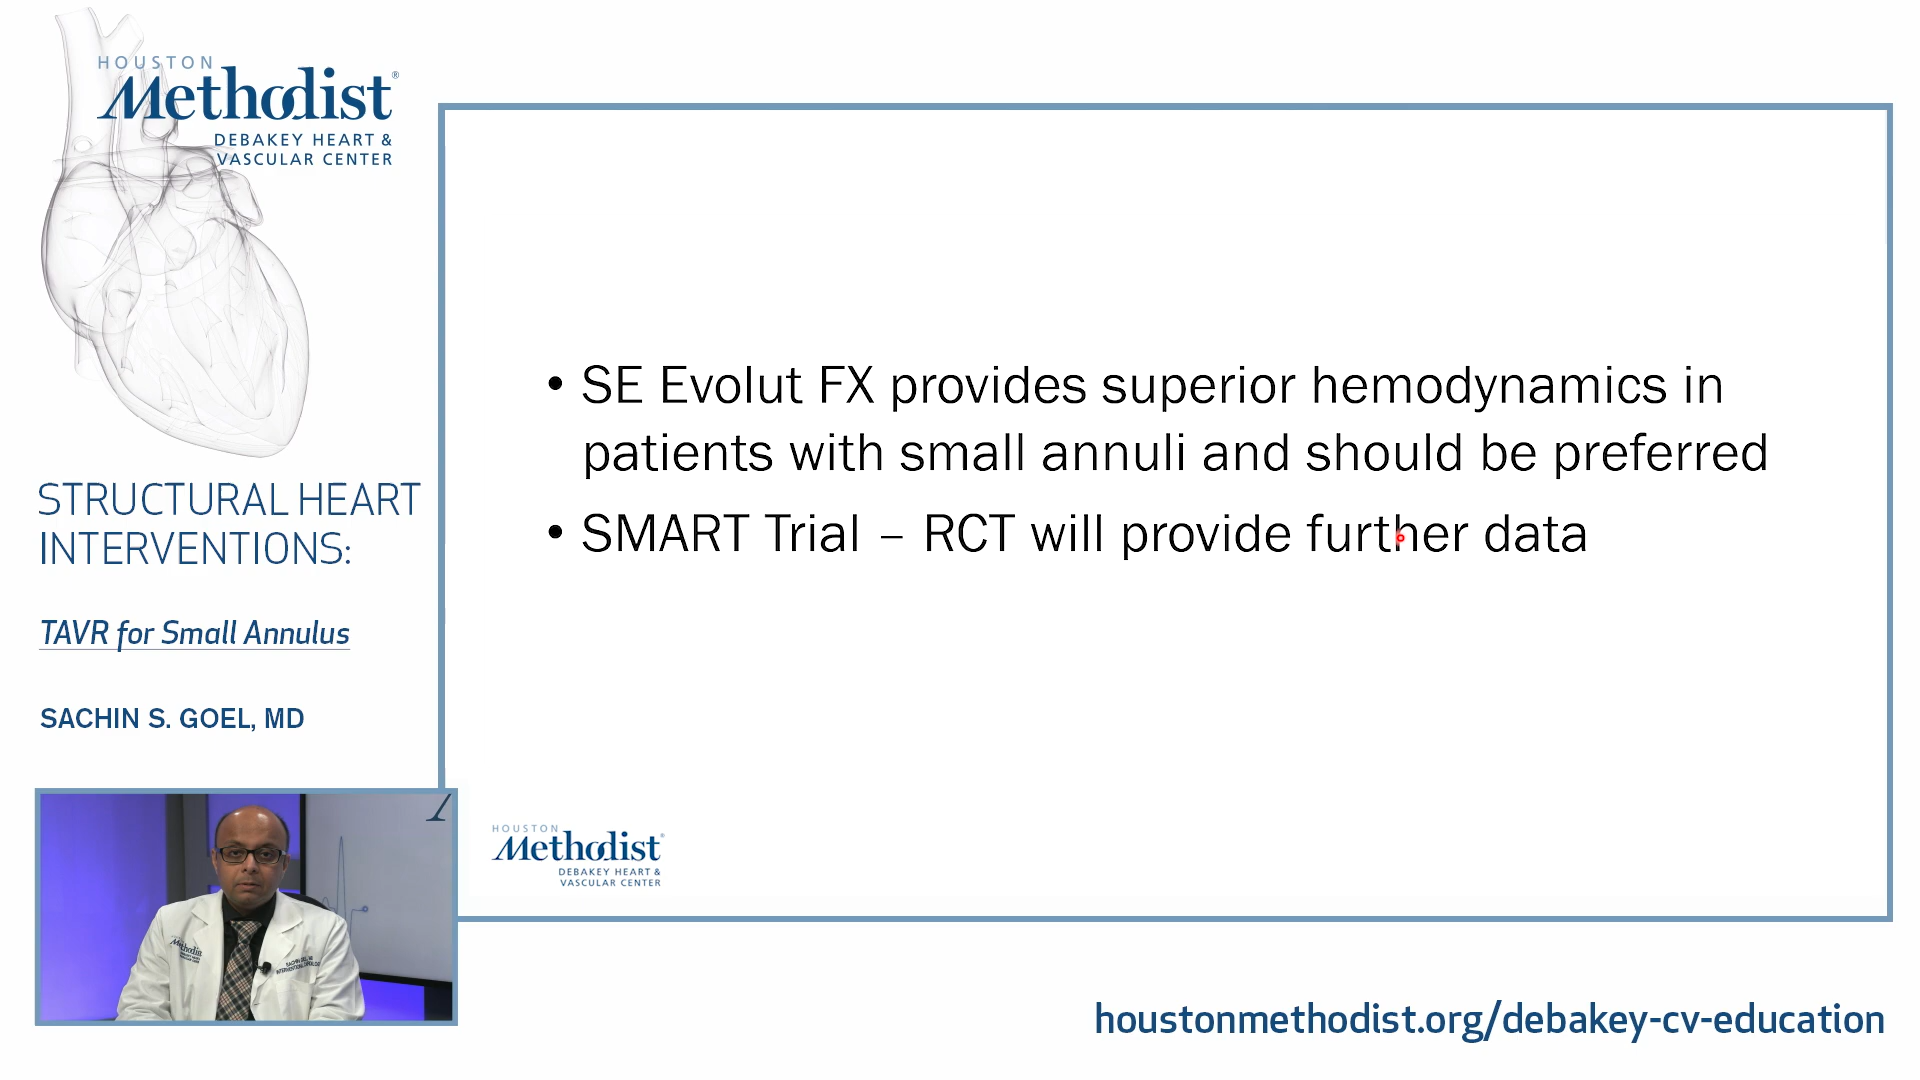 HOUSTON
Methodist®
DEBAKEY HEART &
VASCULAR CENTER
STRUCTURAL HEART
INTERVENTIONS:
TAVR for Small Annulus
SACHIN S. GOEL, MD
• SE Evolut FX provides superior hemodynamics in
patients with small annuli and should be preferred
• SMART Trial – RCT will provide further data
HOUSTON
Methodist®
DEBAKEY HEART &
VASCULAR CENTER
Methodist
houstonmethodist.org/debakey-cv-education